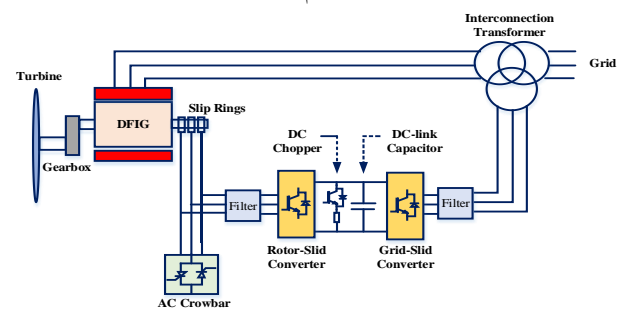 Interconnection
Transformer
Grid
Turbine
Slip Rings
DFIG
DC
Chopper
DC-link
Capacitor
Gearbox
Filter
Filter
Rotor-Slid
Converter
Grid-Slid
Converter
AC Crowbar